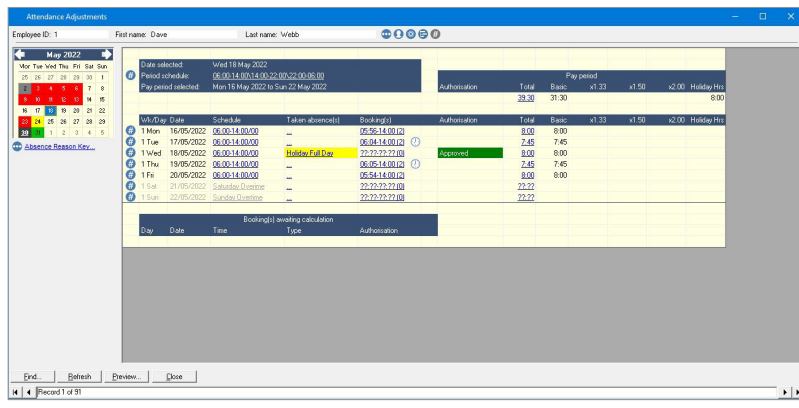 Attendance Adjustments
Employee ID: 1 First name: Dave Last name: Webb
May 2022
Mon Tue Wed Thu Fri Sat Sun
25 26 27 28 29 30 1
2 3 4 5 6 7 8
9 10 11 12 13 14 15
16 17 18 19 20 21 22
23 24 25 26 27 28 29
30 31 1 2 3 4 5
Absence Reason Key...
Date selected: Wed 18 May 2022
Period schedule: 06:00-14:00\14:00-22:00\22:00-06:00
Pay period selected: Mon 16 May 2022 to Sun 22 May 2022
Pay period
Authorisation Total Basic x1.33 x1.50 x2.00 Holiday Hrs
39:30 31:30 8:00
Wk/Day Date Schedule Taken absence(s) Booking(s) Authorisation Total Basic x1.33 x1.50 x2.00 Holiday Hrs
# 1 Mon 16/05/2022 06:00-14:00/00 ... 05:56-14:00 (2) 8:00 8:00
# 1 Tue 17/05/2022 06:00-14:00/00 ... 06:04-14:00 (2) 7:45 7:45
# 1 Wed 18/05/2022 06:00-14:00/00 Holiday Full Day ??:??-??:?? (0) Approved 8:00 8:00
# 1 Thu 19/05/2022 06:00-14:00/00 ... 06:05-14:00 (2) 7:45 7:45
# 1 Fri 20/05/2022 06:00-14:00/00 ... 05:54-14:00 (2) 8:00 8:00
# 1 Sat 21/05/2022 Saturday Overtime ... ??:??-??:?? (0) ??:??
# 1 Sun 22/05/2022 Sunday Overtime ... ??:??-??:?? (0) ??:??
Booking(s) awaiting calculation
Day Date Time Type Authorisation
Find... Refresh Preview... Close
Record 1 of 91